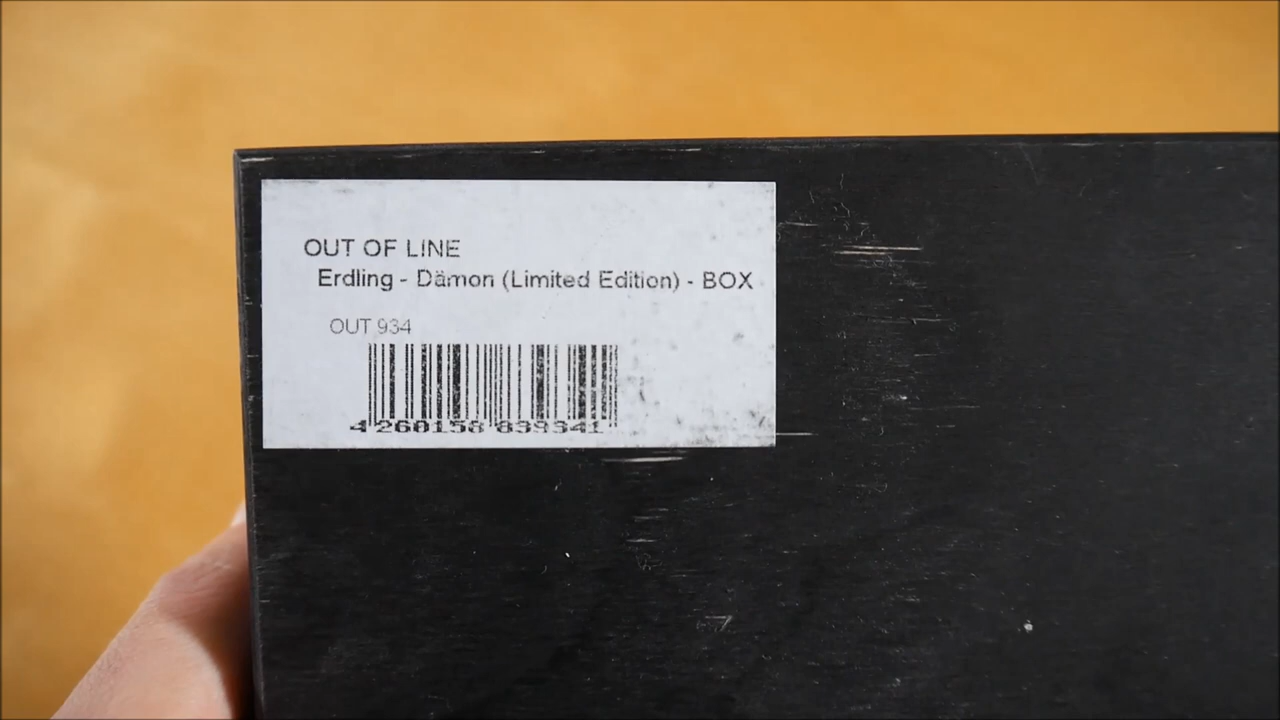 OUT OF LINE
Erdling - Dämon (Limited Edition) - BOX
OUT 934
4 260158 839341